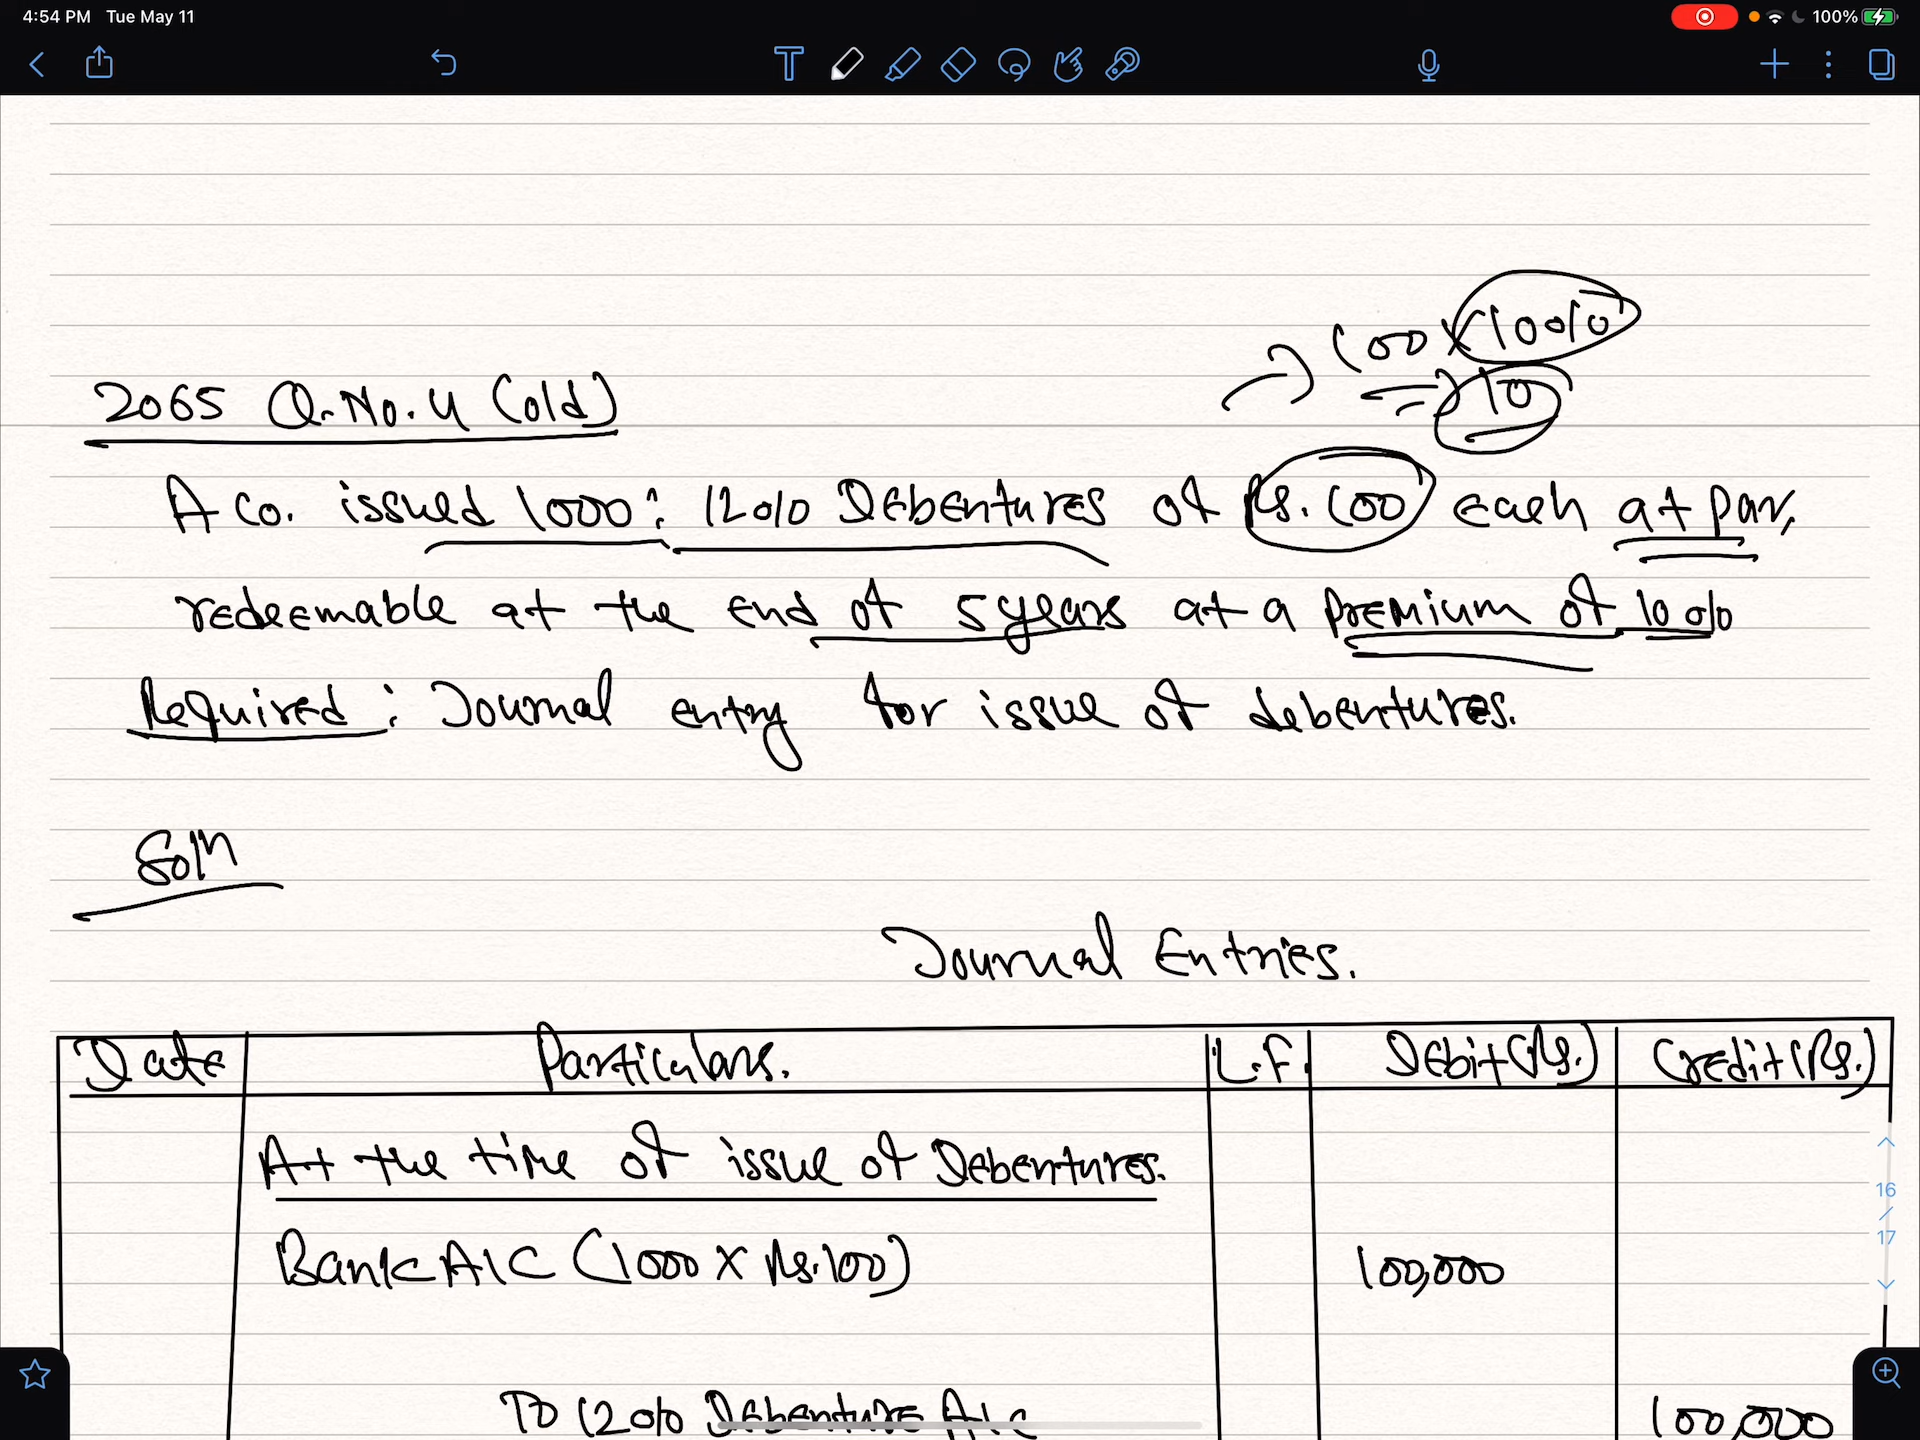 4:54 PM Tue May 11
100%
100 x 10%
10
2065 Q.No.4 (old)
A co. issued 1000; 12% Debentures of Rs. 100 each at par,
redeemable at the end of 5 years at a premium of 10%
Required: Journal entry for issue of debentures.
Soln
Journal Entries.
Date Particulars. L.F. Debit(Rs.) Credit(Rs.)
At the time of issue of Debentures.
Bank A/C (1000 X Rs.100) 100,000
To 12% Debenture A/C 100,000
16
/
17